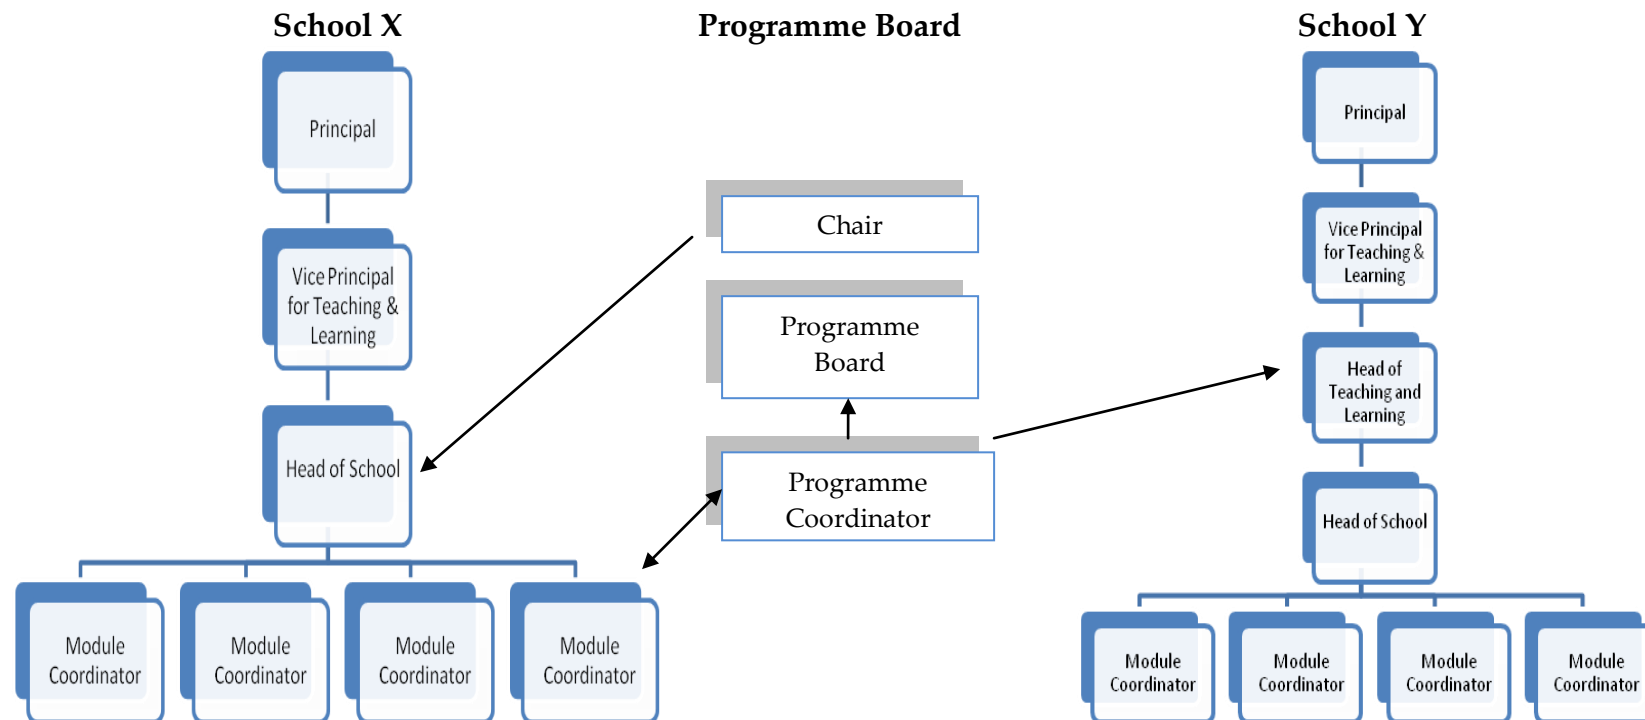 School X
Principal
Vice Principal
for Teaching &
Learning
Head of School
Module
Coordinator
Module
Coordinator
Module
Coordinator
Module
Coordinator
Programme Board
Chair
Programme
Board
Programme
Coordinator
School Y
Principal
Vice Principal
for Teaching &
Learning
Head of
Teaching and
Learning
Head of School
Module
Coordinator
Module
Coordinator
Module
Coordinator
Module
Coordinator